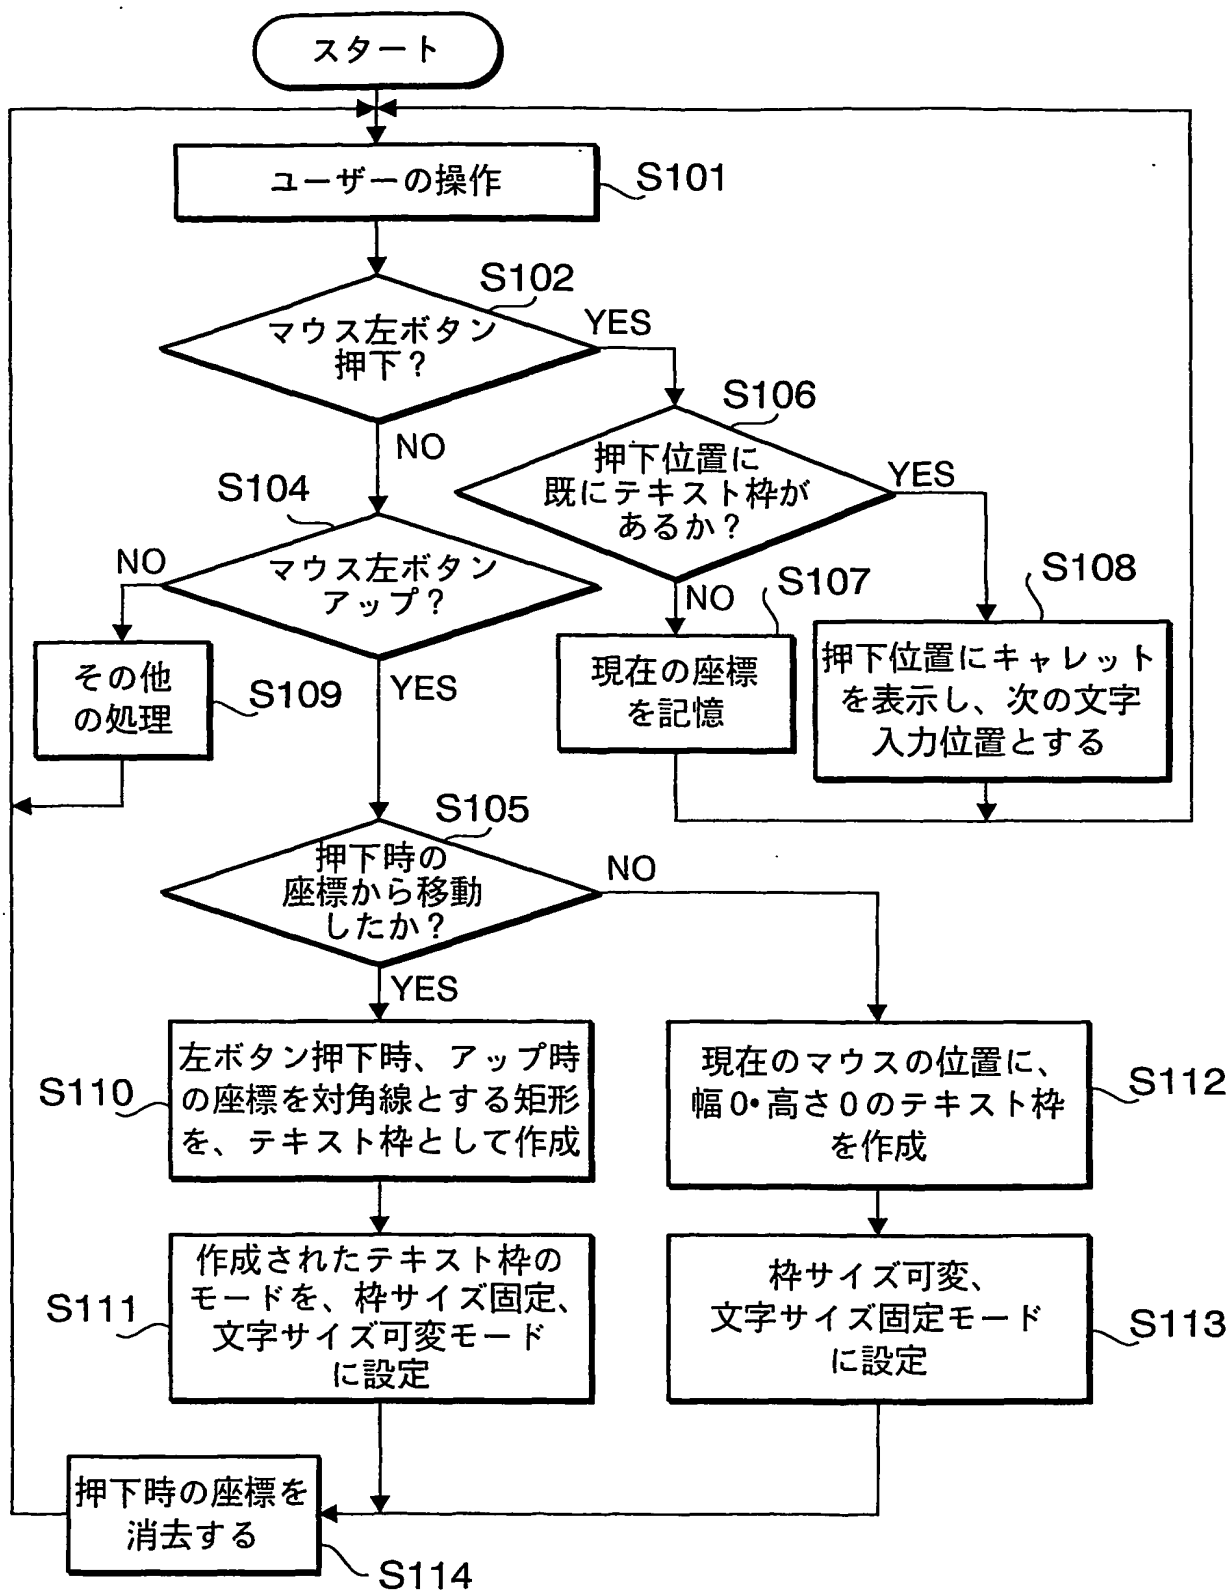 スタート
ユーザーの操作
S101
S102
マウス左ボタン
押下?
YES
NO
S106
押下位置に
既にテキスト枠が
あるか?
YES
NO
S104
マウス左ボタン
アップ?
NO
YES
S107
現在の座標
を記憶
S108
押下位置にキャレット
を表示し、次の文字
入力位置とする
その他
の処理
S109
S105
押下時の
座標から移動
したか?
NO
YES
S110
左ボタン押下時、アップ時
の座標を対角線とする矩形
を、テキスト枠として作成
現在のマウスの位置に、
幅0•高さ0のテキスト枠
を作成
S112
S111
作成されたテキスト枠の
モードを、枠サイズ固定、
文字サイズ可変モード
に設定
枠サイズ可変、
文字サイズ固定モード
に設定
S113
押下時の座標を
消去する
S114